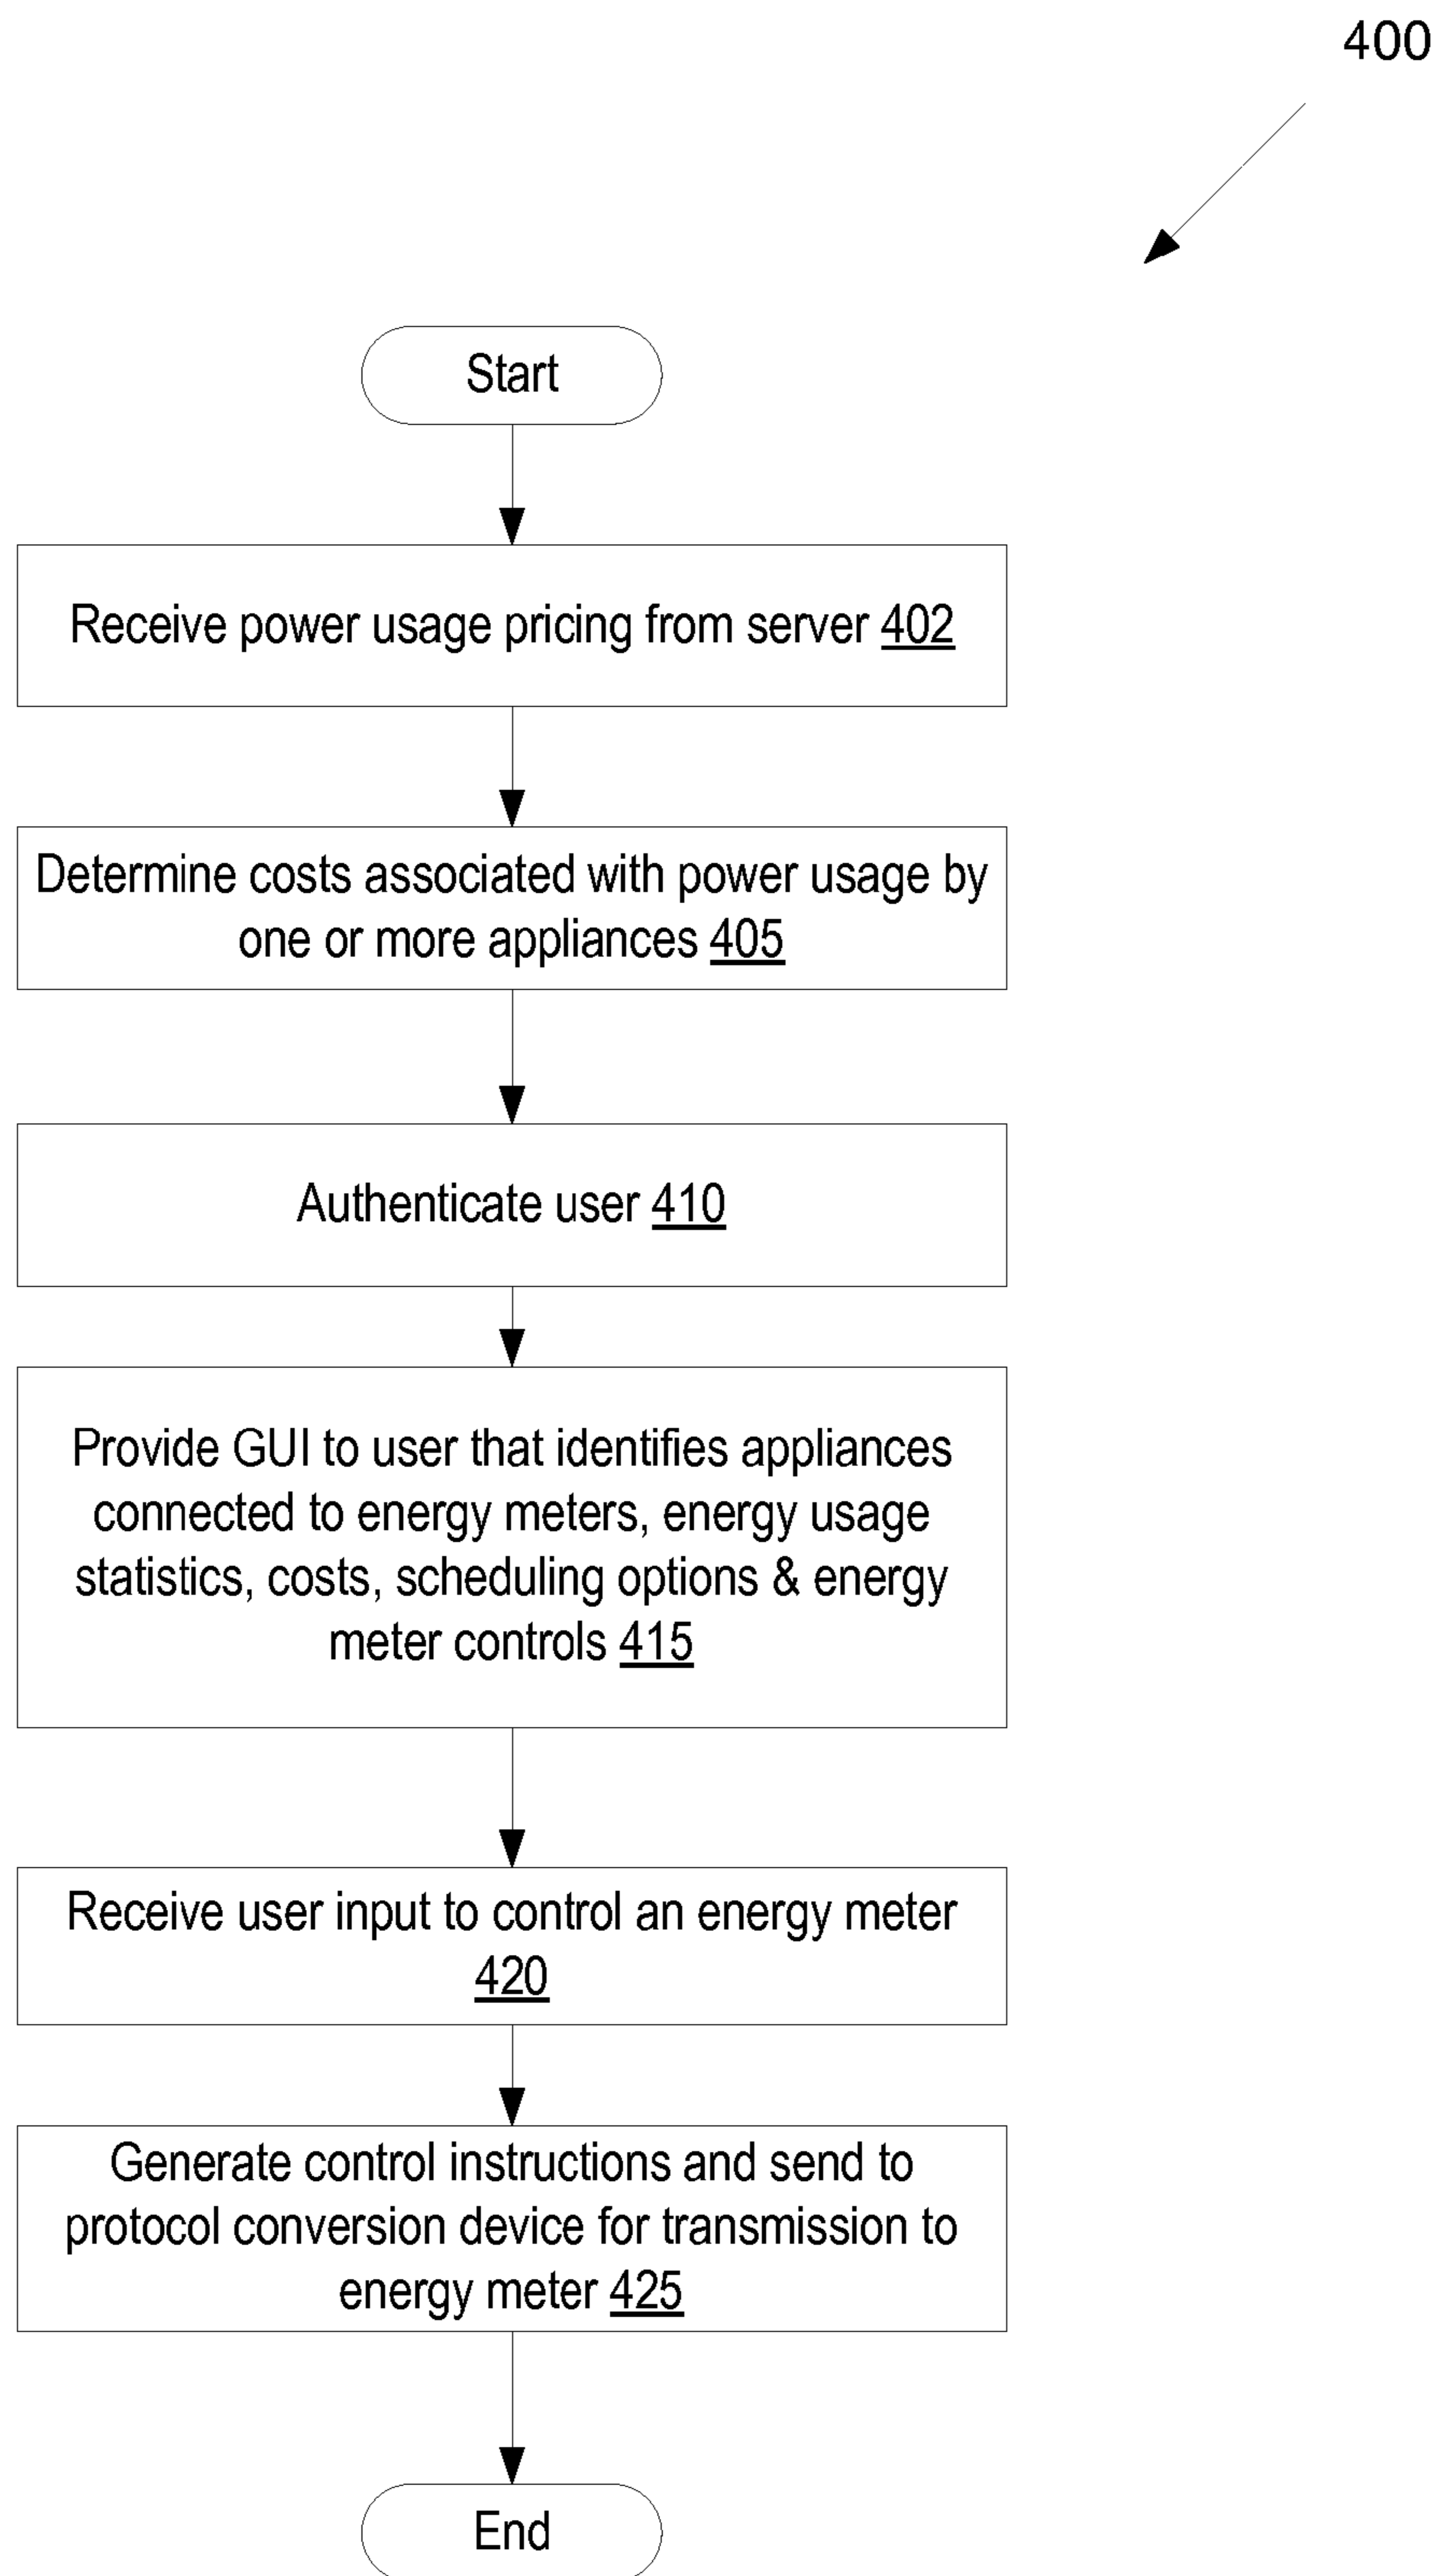 400
Start
Receive power usage pricing from server 402
Determine costs associated with power usage by
one or more appliances 405
Authenticate user 410
Provide GUI to user that identifies appliances
connected to energy meters, energy usage
statistics, costs, scheduling options & energy
meter controls 415
Receive user input to control an energy meter
420
Generate control instructions and send to
protocol conversion device for transmission to
energy meter 425
End